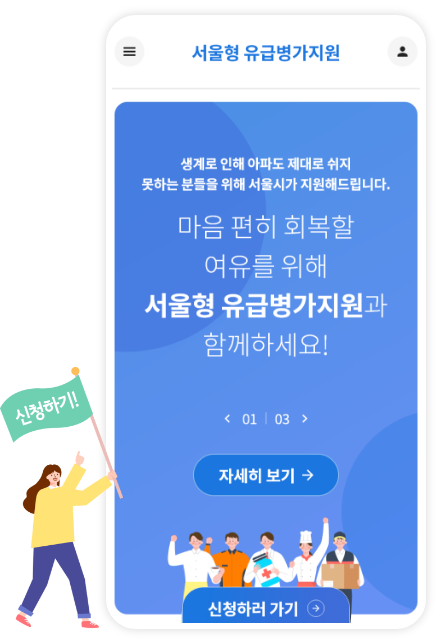 서울형 유급병가지원
생계로 인해 아파도 제대로 쉬지
못하는 분들을 위해 서울시가 지원해드립니다.
마음 편히 회복할
여유를 위해
서울형 유급병가지원과
함께하세요!
신청하기!
01 | 03
자세히 보기
신청하러 가기